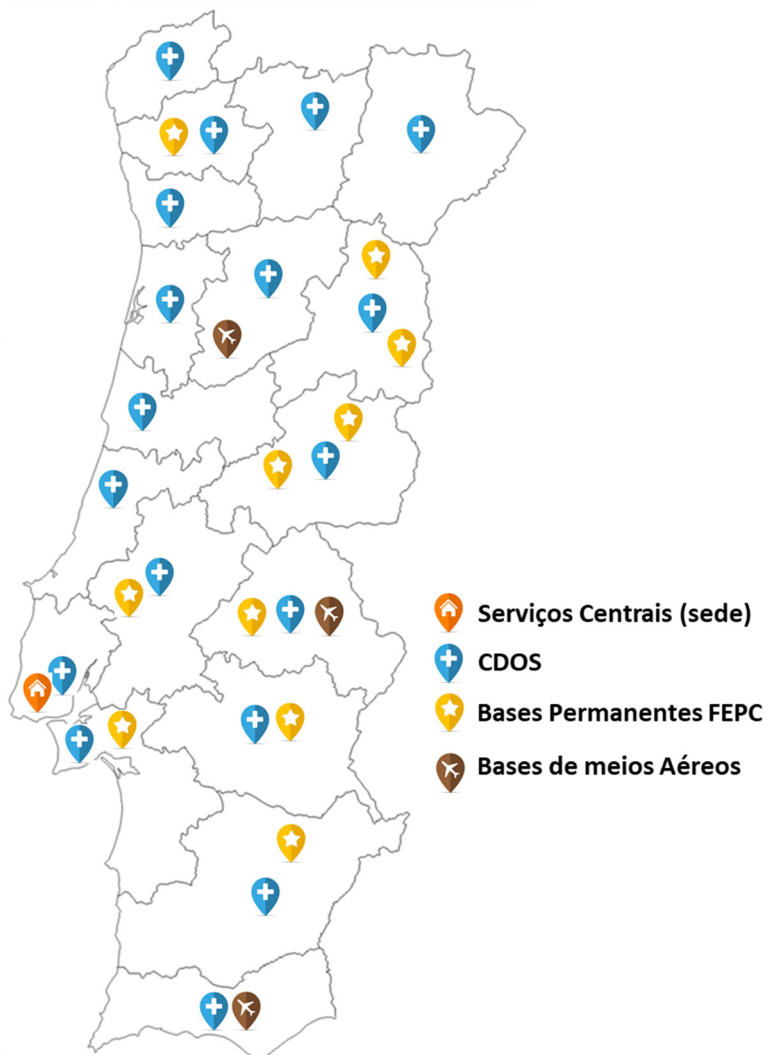 Serviços Centrais (sede)
CDOS
Bases Permanentes FEPC
Bases de meios Aéreos